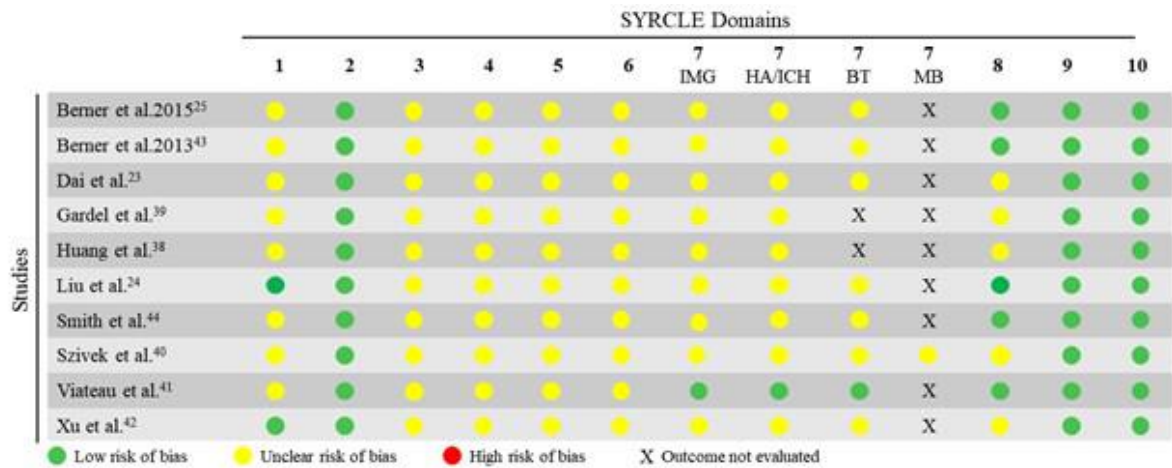 SYRCLE Domains
1 2 3 4 5 6 7 7 7 7 8 9 10
IMG HA/ICH BT MB
Studies
Berner et al.2015²⁵ X
Berner et al.2013⁴³ X
Dai et al.²³ X
Gardel et al.³⁹ X X
Huang et al.³⁸ X X
Liu et al.²⁴ X
Smith et al.⁴⁴ X
Szivek et al.⁴⁰
Viateau et al.⁴¹ X
Xu et al.⁴² X
Low risk of bias Unclear risk of bias High risk of bias X Outcome not evaluated